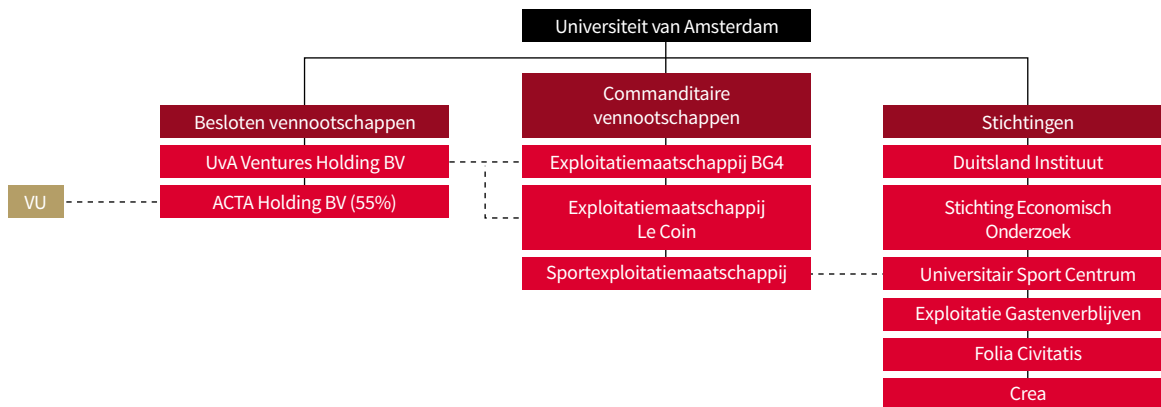 Universiteit van Amsterdam
Besloten vennootschappen
UvA Ventures Holding BV
VU
ACTA Holding BV (55%)
Commanditaire
vennootschappen
Exploitatiemaatschappij BG4
Exploitatiemaatschappij
Le Coin
Sportexploitatiemaatschappij
Stichtingen
Duitsland Instituut
Stichting Economisch
Onderzoek
Universitair Sport Centrum
Exploitatie Gastenverblijven
Folia Civitatis
Crea